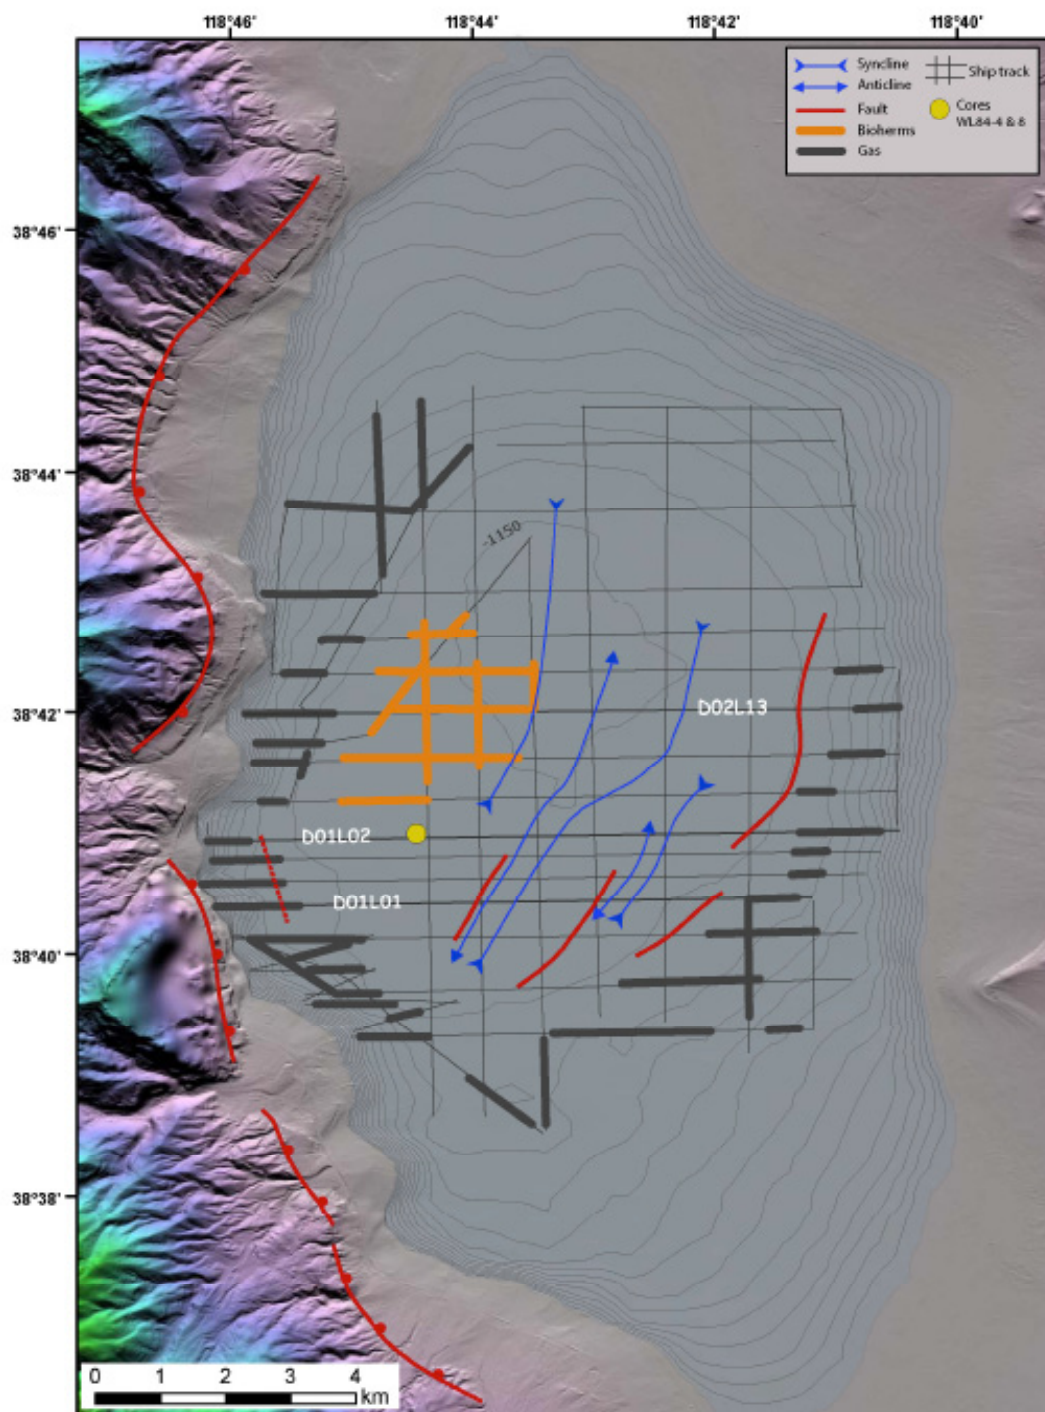 118°46' 118°44' 118°42' 118°40'
Syncline
Anticline
Fault
Bioherms
Gas
Ship track
Cores
WL84-4 & 8
38°46'
38°44'
-1150
38°42'
D02L13
D01L02
D01L01
38°40'
38°38'
0 1 2 3 4
km